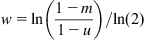 w = ln((1 − m)/(1 − u))/ln(2)